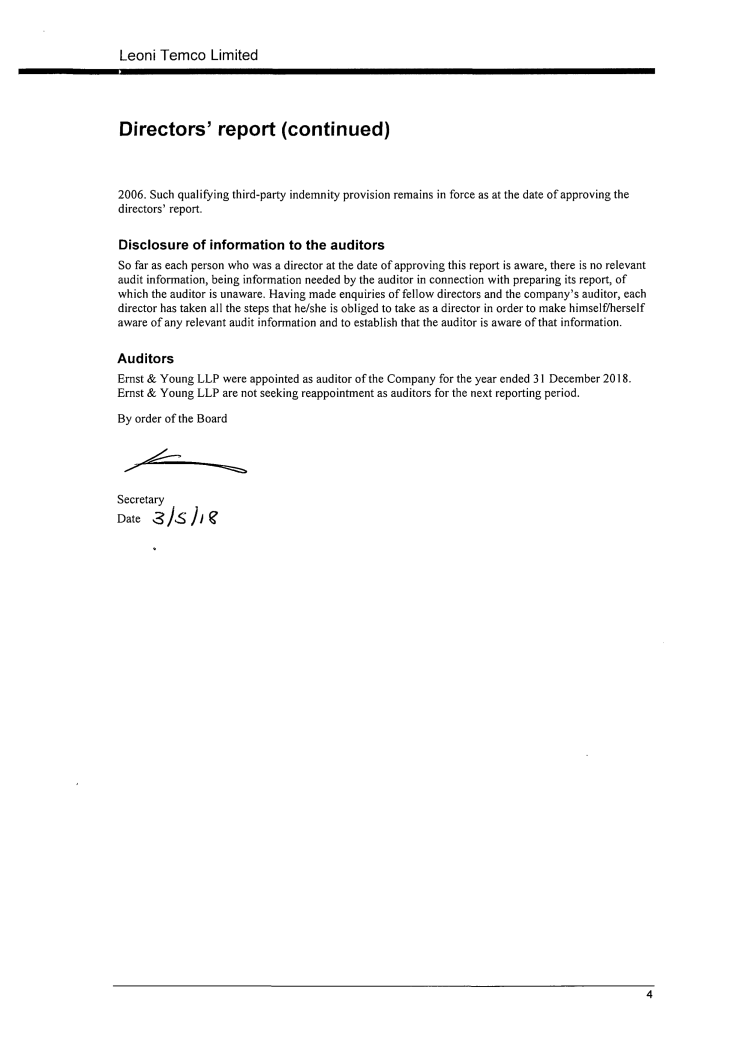 Leoni Temco Limited
Directors' report (continued)
2006. Such qualifying third-party indemnity provision remains in force as at the date of approving the
directors' report.
Disclosure of information to the auditors
So far as each person who was a director at the date of approving this report is aware, there is no relevant
audit information, being information needed by the auditor in connection with preparing its report, of
which the auditor is unaware. Having made enquiries of fellow directors and the company's auditor, each
director has taken all the steps that he/she is obliged to take as a director in order to make himself/herself
aware of any relevant audit information and to establish that the auditor is aware of that information.
Auditors
Ernst & Young LLP were appointed as auditor of the Company for the year ended 31 December 2018.
Ernst & Young LLP are not seeking reappointment as auditors for the next reporting period.
By order of the Board
Secretary
Date 3/5/18
4